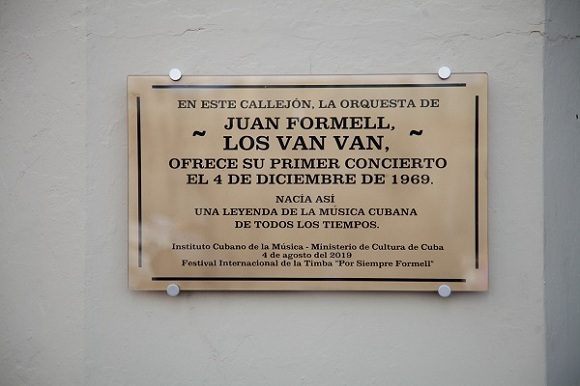 EN ESTE CALLEJÓN, LA ORQUESTA DE
~ JUAN FORMELL, ~
LOS VAN VAN,
OFRECE SU PRIMER CONCIERTO
EL 4 DE DICIEMBRE DE 1969.
NACÍA ASÍ
UNA LEYENDA DE LA MÚSICA CUBANA
DE TODOS LOS TIEMPOS.
Instituto Cubano de la Música - Ministerio de Cultura de Cuba
4 de agosto del 2019
Festival Internacional de la Timba "Por Siempre Formell"